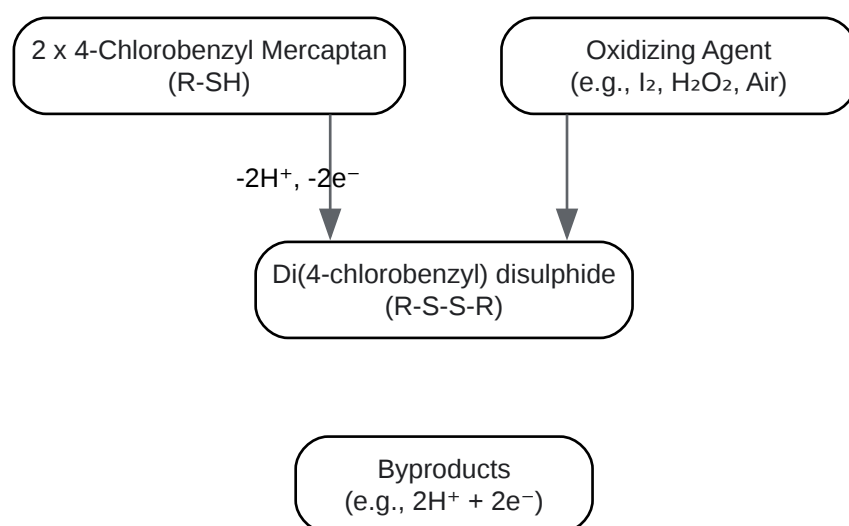 2 x 4-Chlorobenzyl Mercaptan
(R-SH)
Oxidizing Agent
(e.g., I₂, H₂O₂, Air)
-2H⁺, -2e⁻
Di(4-chlorobenzyl) disulphide
(R-S-S-R)
Byproducts
(e.g., 2H⁺ + 2e⁻)